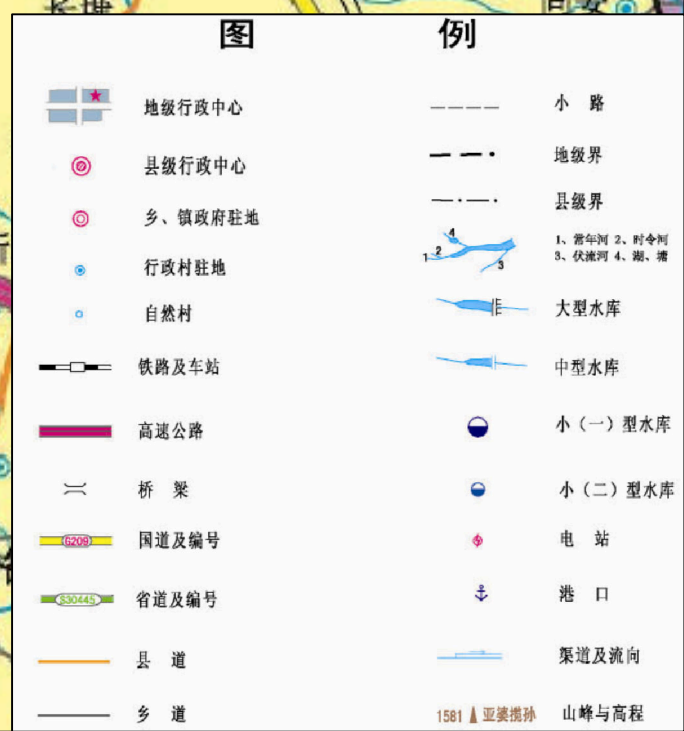 长塘
图 例
地级行政中心
县级行政中心
乡、镇政府驻地
行政村驻地
自然村
铁路及车站
高速公路
桥 梁
G209
国道及编号
S30445
省道及编号
县 道
乡 道
小 路
地级界
县级界
4
1 2
3
1、常年河 2、时令河
3、伏流河 4、湖、塘
大型水库
中型水库
小（一）型水库
小（二）型水库
电 站
港 口
渠道及流向
1581 亚婆揽孙
山峰与高程